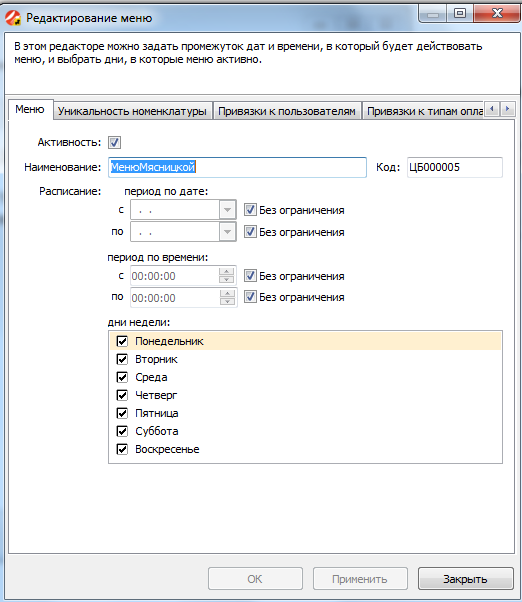 Редактирование меню
В этом редакторе можно задать промежуток дат и времени, в который будет действовать
меню, и выбрать дни, в которые меню активно.
Меню Уникальность номенклатуры Привязки к пользователям Привязки к типам опла
Активность:
Наименование: МенюМясницкой Код: ЦБ000005
Расписание: период по дате:
с . . Без ограничения
по . . Без ограничения
период по времени:
с 00:00:00 Без ограничения
по 00:00:00 Без ограничения
дни недели:
Понедельник
Вторник
Среда
Четверг
Пятница
Суббота
Воскресенье
ОК Применить Закрыть